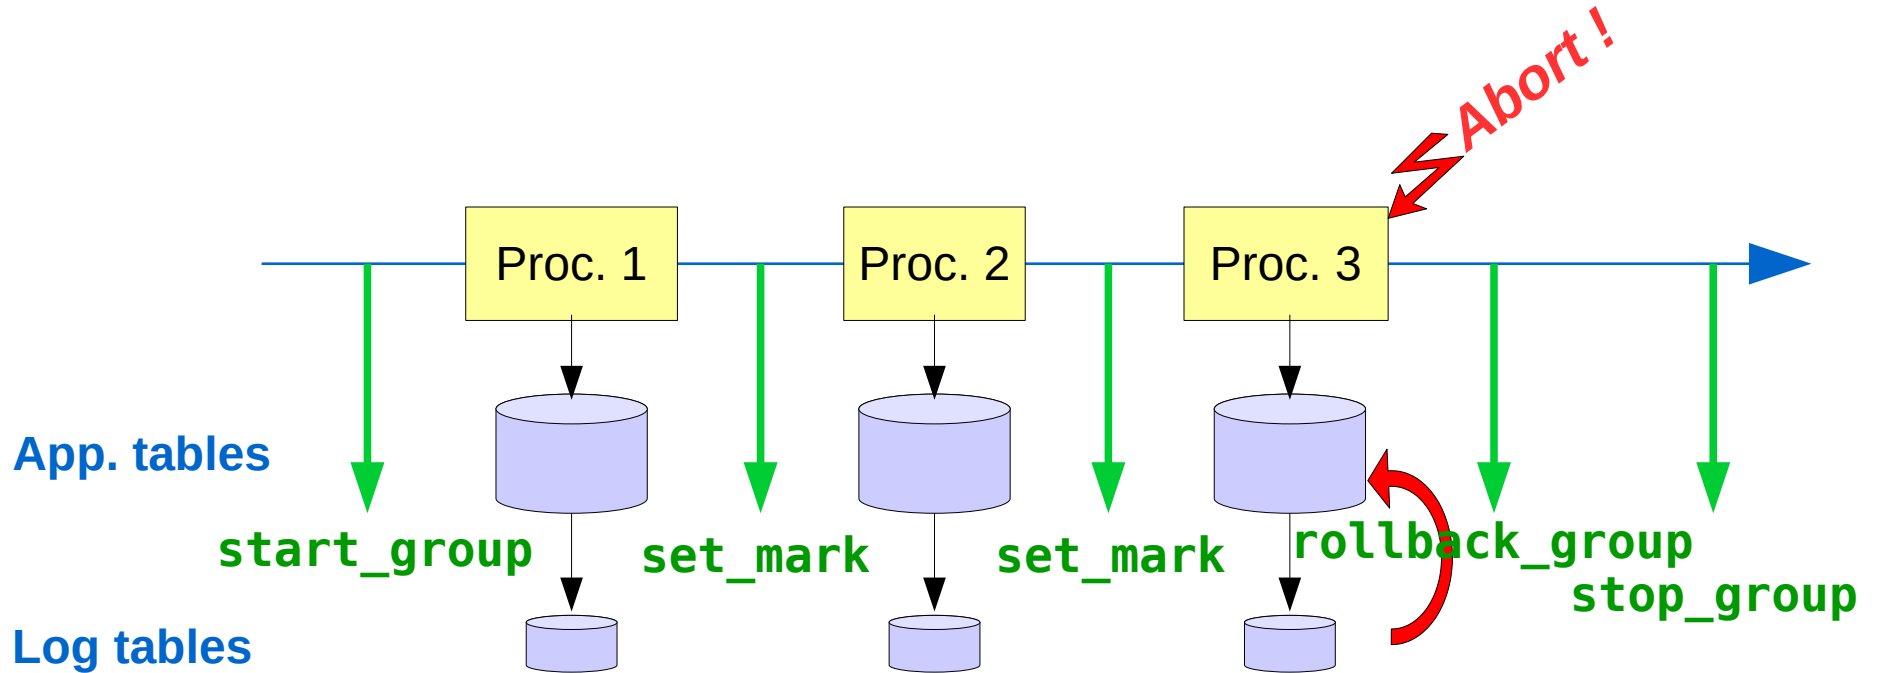 Abort !
Proc. 1
Proc. 2
Proc. 3
App. tables
start_group
set_mark
set_mark
rollback_group
stop_group
Log tables